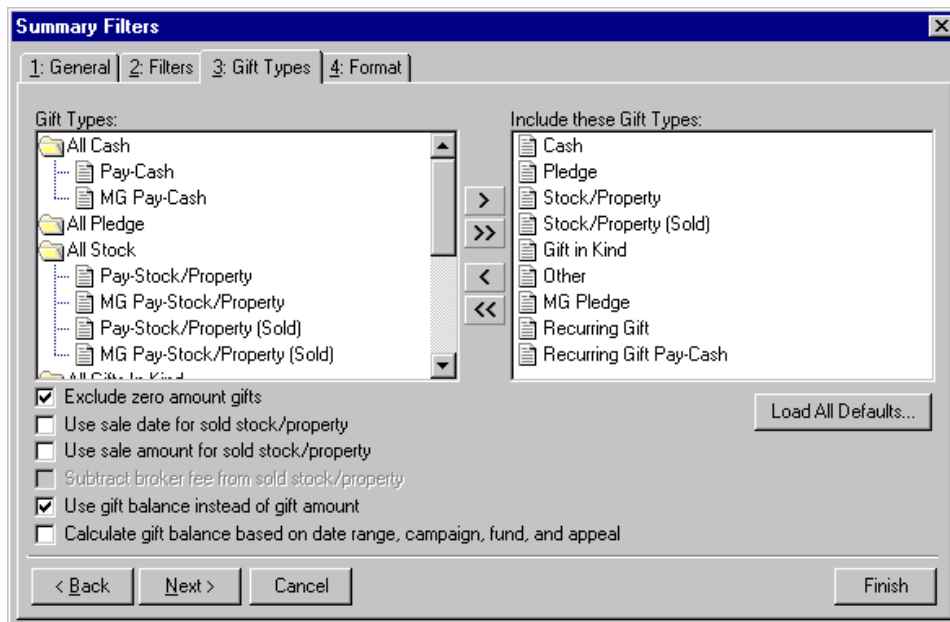 Summary Filters
1: General
2: Filters
3: Gift Types
4: Format
Gift Types:
All Cash
Pay-Cash
MG Pay-Cash
All Pledge
All Stock
Pay-Stock/Property
MG Pay-Stock/Property
Pay-Stock/Property (Sold)
MG Pay-Stock/Property (Sold)
All Gifts In Kind
>
>>
<
<<
Include these Gift Types:
Cash
Pledge
Stock/Property
Stock/Property (Sold)
Gift in Kind
Other
MG Pledge
Recurring Gift
Recurring Gift Pay-Cash
Exclude zero amount gifts
Use sale date for sold stock/property
Use sale amount for sold stock/property
Subtract broker fee from sold stock/property
Use gift balance instead of gift amount
Calculate gift balance based on date range, campaign, fund, and appeal
Load All Defaults...
< Back
Next >
Cancel
Finish